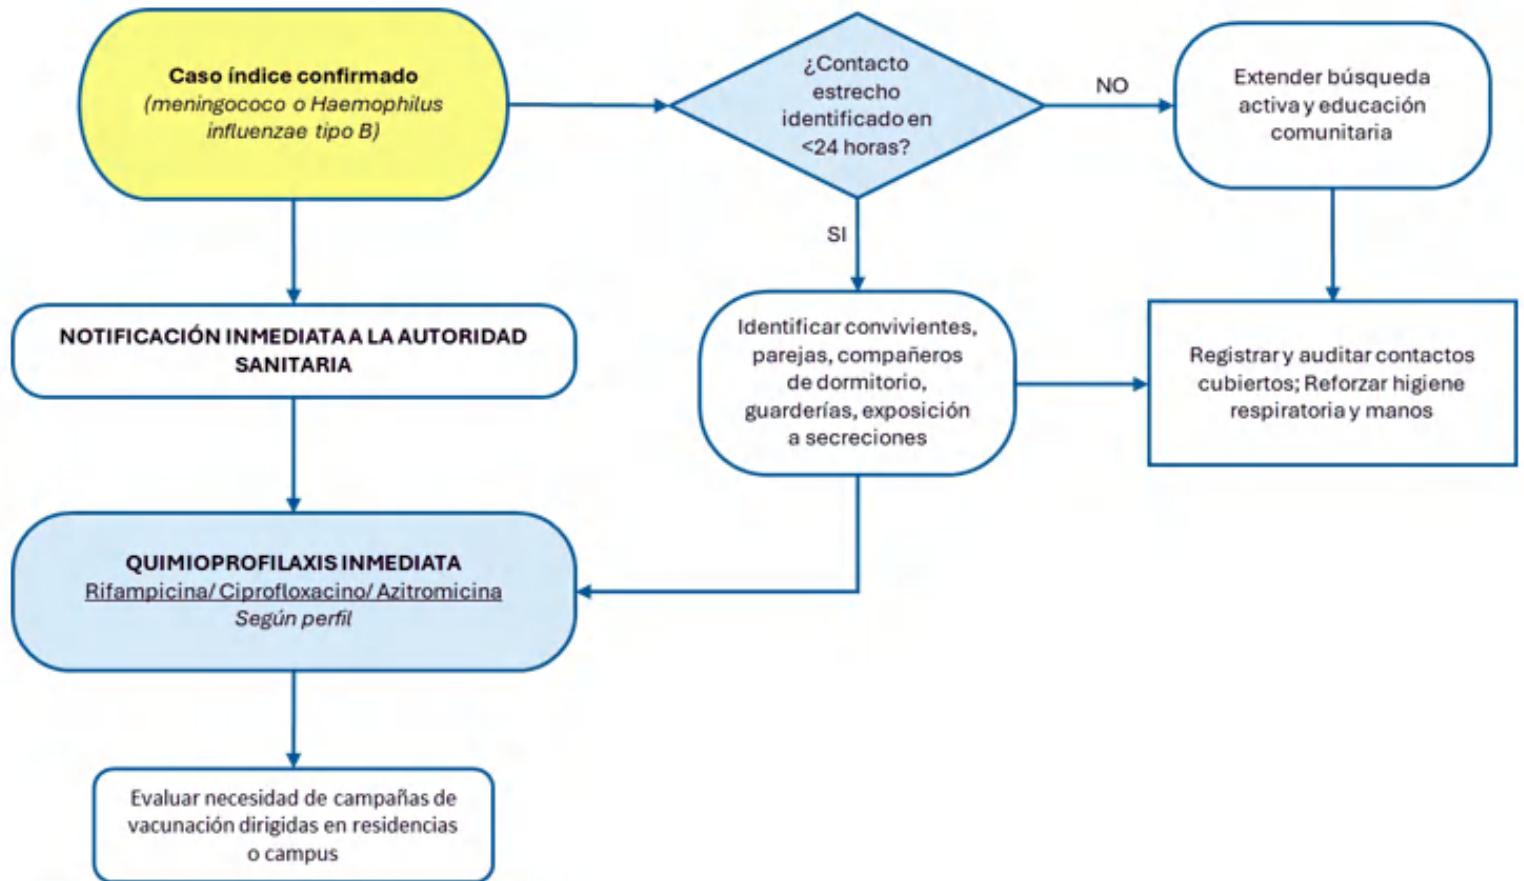 Caso índice confirmado
(meningococo o Haemophilus
influenzae tipo B)
¿Contacto
estrecho
identificado en
<24 horas?
NO
Extender búsqueda
activa y educación
comunitaria
SI
NOTIFICACIÓN INMEDIATA A LA AUTORIDAD
SANITARIA
Identificar convivientes,
parejas, compañeros
de dormitorio,
guarderías, exposición
a secreciones
Registrar y auditar contactos
cubiertos; Reforzar higiene
respiratoria y manos
QUIMIOPROFILAXIS INMEDIATA
Rifampicina/ Ciprofloxacino/ Azitromicina
Según perfil
Evaluar necesidad de campañas de
vacunación dirigidas en residencias
o campus